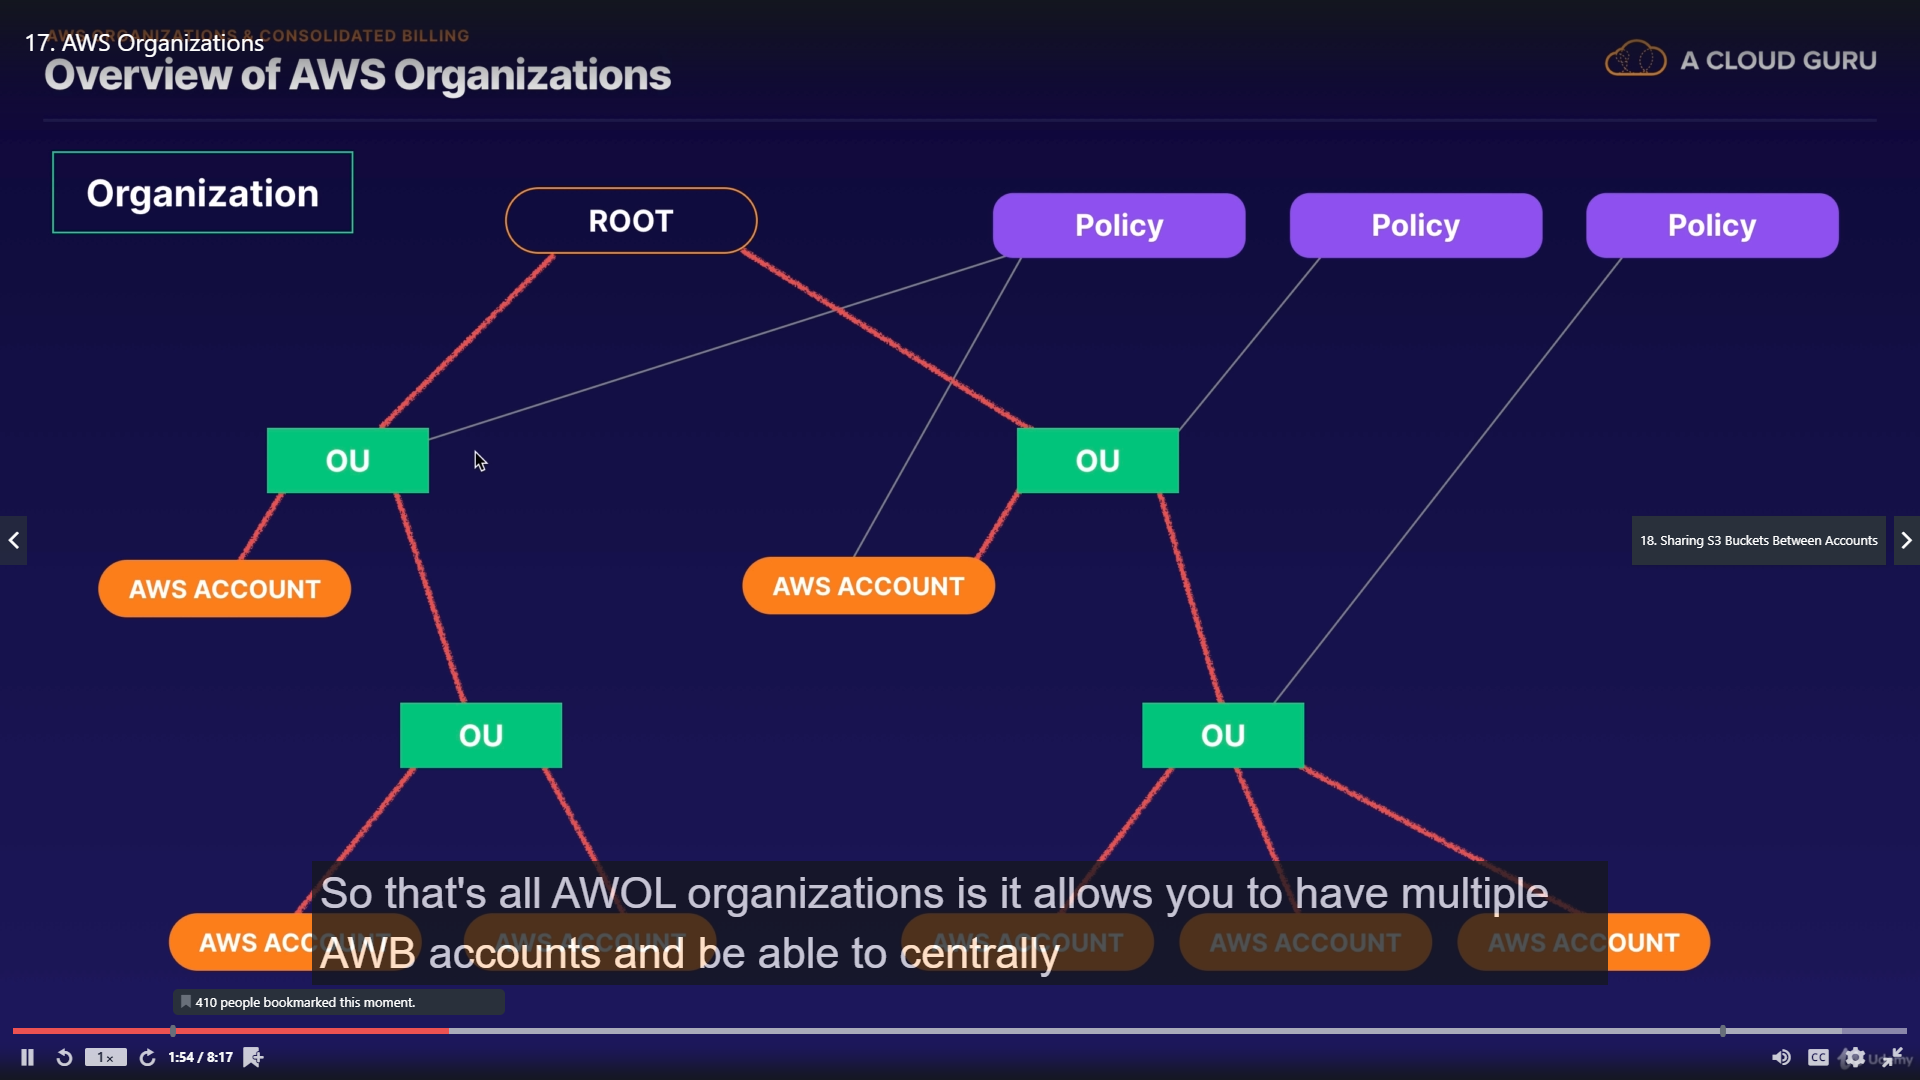 AWS ORGANIZATIONS & CONSOLIDATED BILLING
17. AWS Organizations
Overview of AWS Organizations
A CLOUD GURU
Organization
ROOT
Policy
Policy
Policy
OU
OU
18. Sharing S3 Buckets Between Accounts
AWS ACCOUNT
AWS ACCOUNT
OU
OU
So that's all AWOL organizations is it allows you to have multiple
AWB accounts and be able to centrally
AWS ACCOUNT
AWS ACCOUNT
AWS ACCOUNT
AWS ACCOUNT
AWS ACCOUNT
410 people bookmarked this moment.
1x
1:54 / 8:17
CC
Udemy